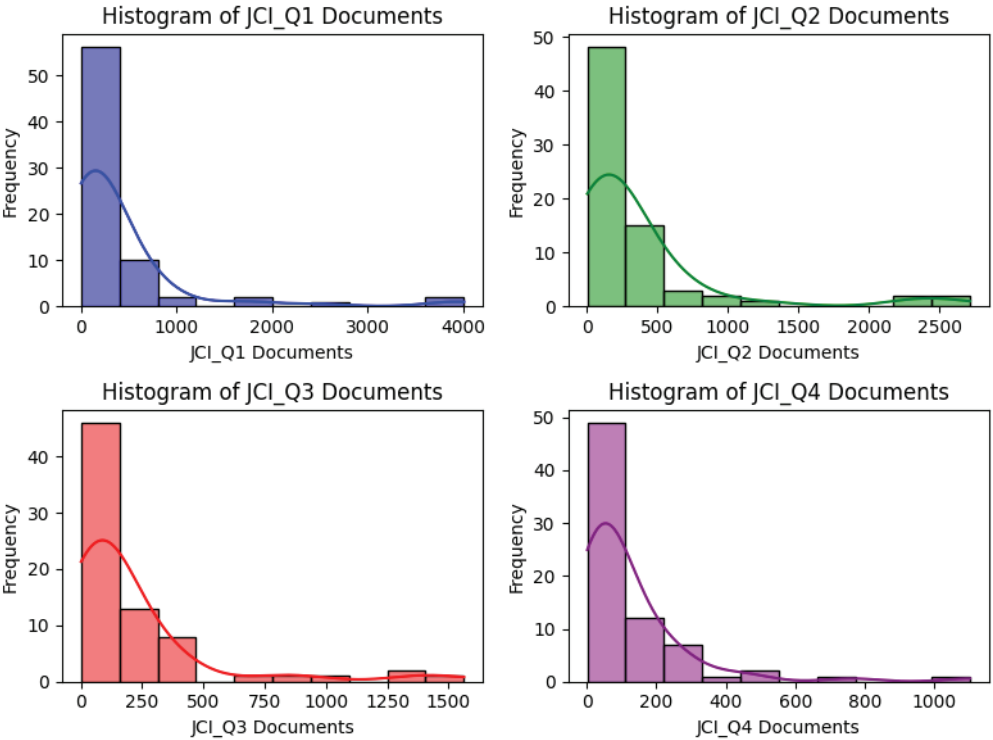 Histogram of JCI_Q1 Documents
Frequency
50
40
30
20
10
0
0 1000 2000 3000 4000
JCI_Q1 Documents
Histogram of JCI_Q2 Documents
Frequency
50
40
30
20
10
0
0 500 1000 1500 2000 2500
JCI_Q2 Documents
Histogram of JCI_Q3 Documents
Frequency
40
30
20
10
0
0 250 500 750 1000 1250 1500
JCI_Q3 Documents
Histogram of JCI_Q4 Documents
Frequency
50
40
30
20
10
0
0 200 400 600 800 1000
JCI_Q4 Documents